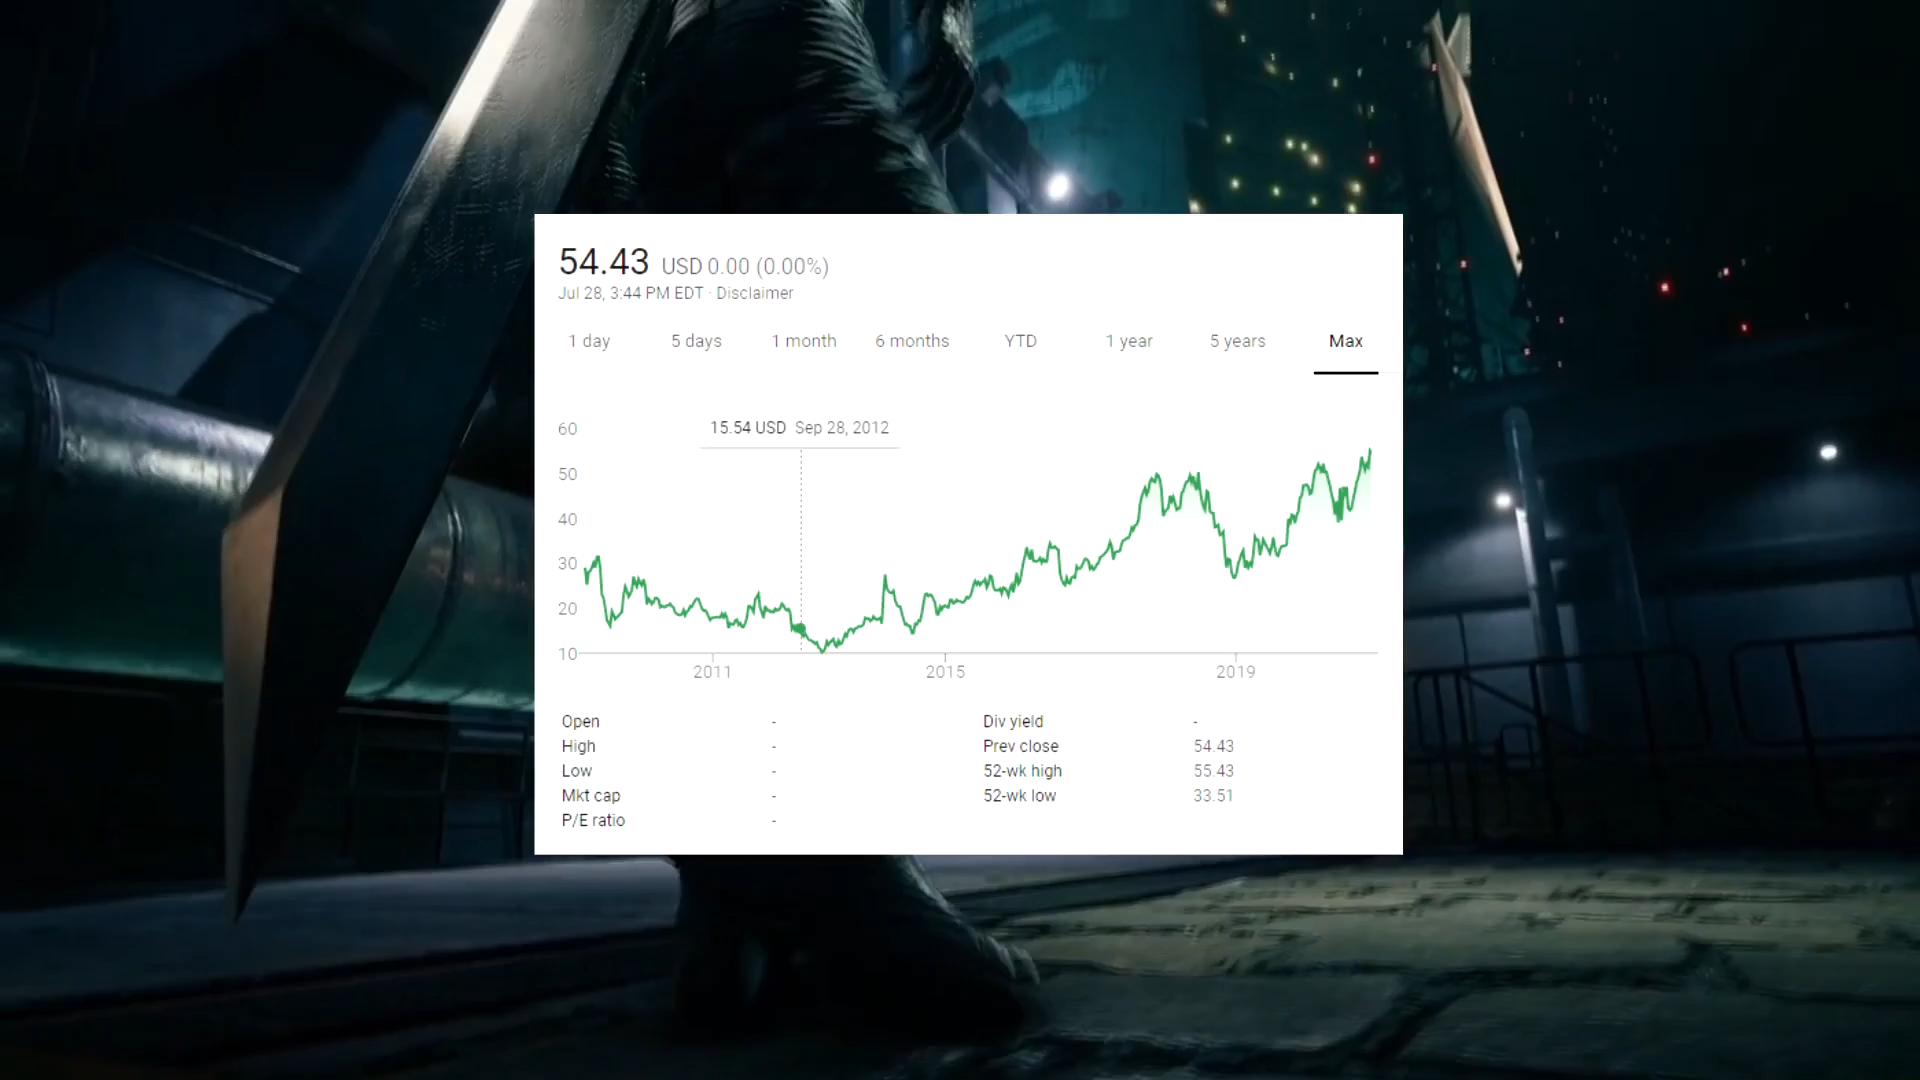 54.43 USD 0.00 (0.00%)
Jul 28, 3:44 PM EDT · Disclaimer
1 day 5 days 1 month 6 months YTD 1 year 5 years Max
15.54 USD Sep 28, 2012
60
50
40
30
20
10
2011 2015 2019
Open - Div yield -
High - Prev close 54.43
Low - 52-wk high 55.43
Mkt cap - 52-wk low 33.51
P/E ratio -